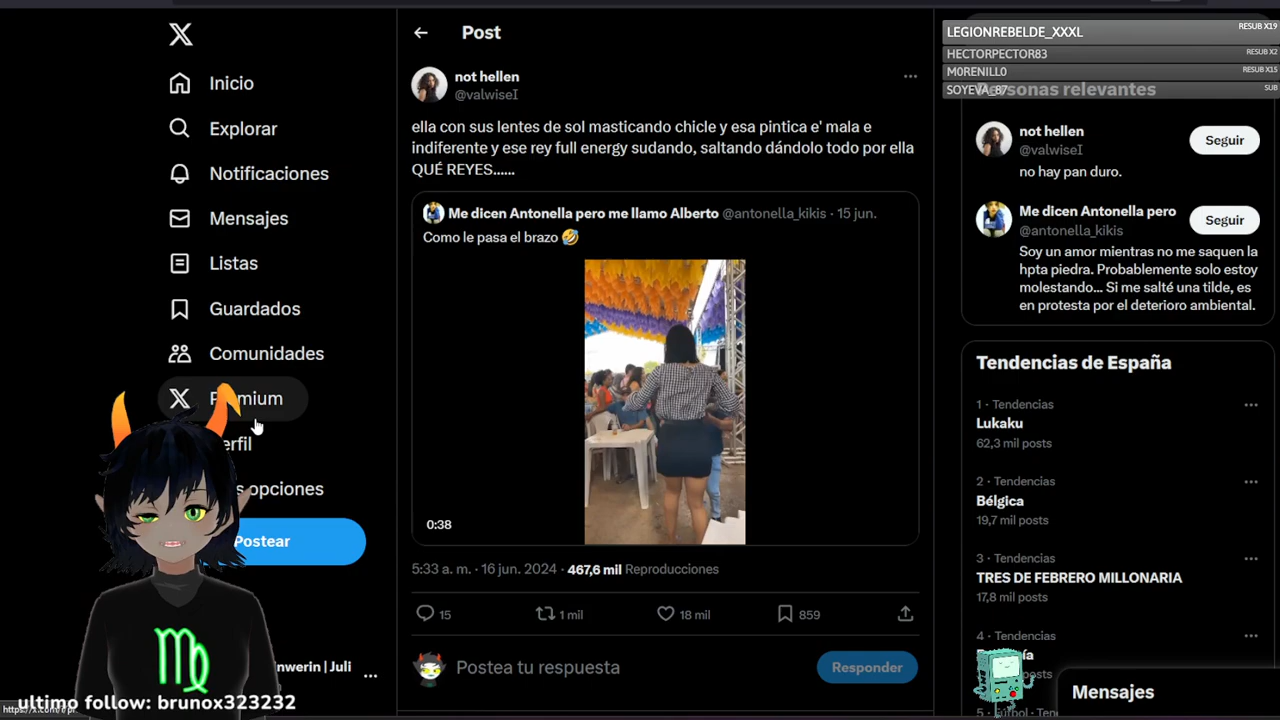 Inicio
Explorar
Notificaciones
Mensajes
Listas
Guardados
Comunidades
opciones
Postear
nwerin | Juli
ultimo follow: brunox323232
Post
not hellen
@valwisel
ella con sus lentes de sol masticando chicle y esa pintica e' mala e
indiferente y ese rey full energy sudando, saltando dándolo todo por ella
QUÉ REYES......
Me dicen Antonella pero me llamo Alberto @antonella_kikis · 15 jun.
Como le pasa el brazo 🤣
0:38
5:33 a. m. · 16 jun. 2024 · 467,6 mil Reproducciones
15
1 mil
18 mil
859
Postea tu respuesta
Responder
LEGIONREBELDE_XXXL RESUB X19
HECTORPECTOR83 RESUB X2
M0RENILL0 RESUB X15
SOYEVA_87 SUB
Personas relevantes
not hellen
@valwisel
Seguir
no hay pan duro.
Me dicen Antonella pero
@antonella_kikis
Seguir
Soy un amor mientras no me saquen la
hpta piedra. Probablemente solo estoy
molestando... Si me salté una tilde, es
en protesta por el deterioro ambiental.
Tendencias de España
1 · Tendencias
Lukaku
62,3 mil posts
2 · Tendencias
Bélgica
19,7 mil posts
3 · Tendencias
TRES DE FEBRERO MILLONARIA
17,8 mil posts
4 · Tendencias
posts
Mensajes